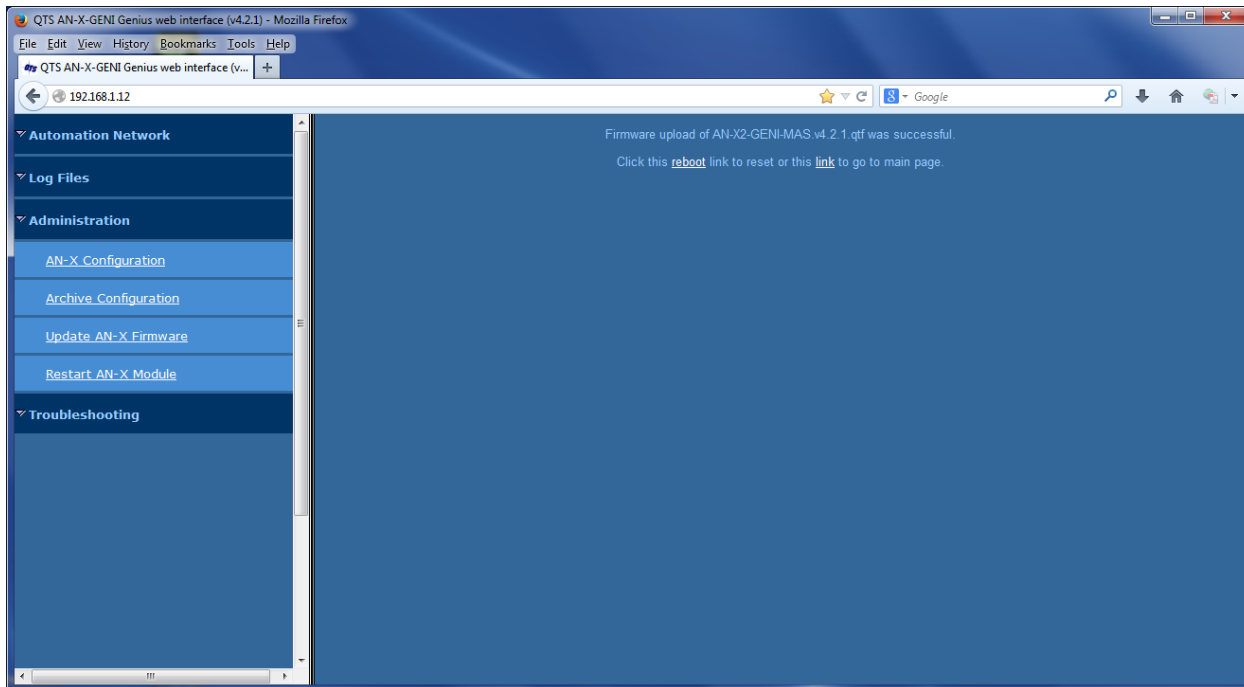 QTS AN-X-GENI Genius web interface (v4.2.1) - Mozilla Firefox
File Edit View History Bookmarks Tools Help
QTS QTS AN-X-GENI Genius web interface (v... +
192.168.1.12
8 Google
Automation Network
Log Files
Administration
AN-X Configuration
Archive Configuration
Update AN-X Firmware
Restart AN-X Module
Troubleshooting
Firmware upload of AN-X2-GENI-MAS.v4.2.1.qtf was successful.
Click this reboot link to reset or this link to go to main page.